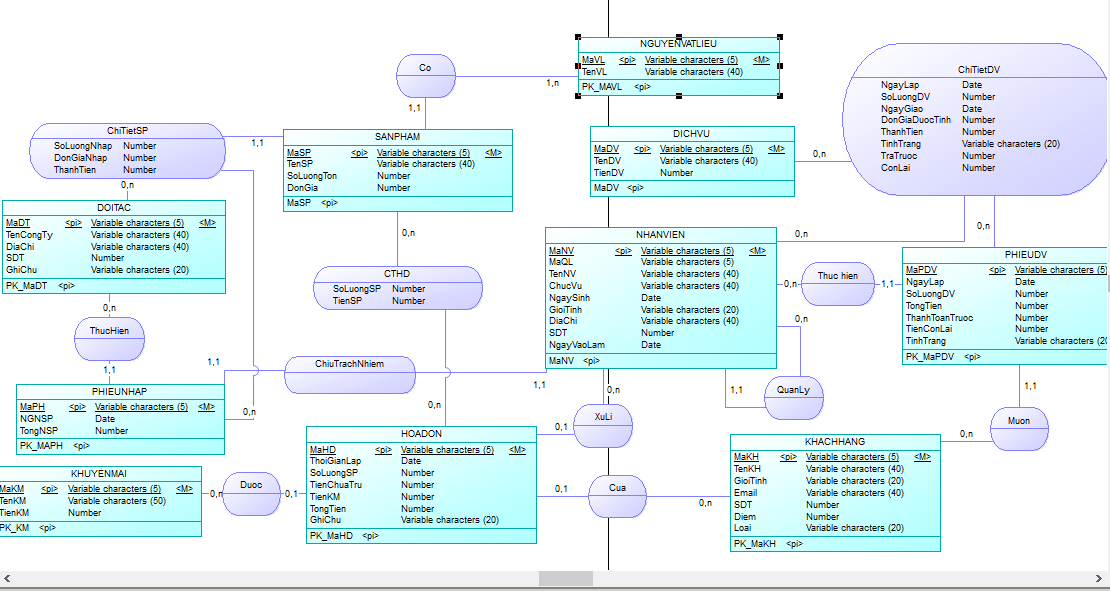 Co
1,n
1,1
NGUYENVATLIEU
MaVL <pi> Variable characters (5) <M>
TenVL Variable characters (40)
PK_MAVL <pi>
ChiTietDV
NgayLap Date
SoLuongDV Number
NgayGiao Date
DonGiaDuocTinh Number
ThanhTien Number
TinhTrang Variable characters (20)
TraTruoc Number
ConLai Number
ChiTietSP
SoLuongNhap Number
DonGiaNhap Number
ThanhTien Number
1,1
0,n
SANPHAM
MaSP <pi> Variable characters (5) <M>
TenSP Variable characters (40)
SoLuongTon Number
DonGia Number
MaSP <pi>
DICHVU
MaDV <pi> Variable characters (5) <M>
TenDV Variable characters (40)
TienDV Number
MaDV <pi>
0,n
DOITAC
MaDT <pi> Variable characters (5) <M>
TenCongTy Variable characters (40)
DiaChi Variable characters (40)
SDT Number
GhiChu Variable characters (20)
PK_MaDT <pi>
0,n
0,n
CTHD
SoLuongSP Number
TienSP Number
NHANVIEN
MaNV <pi> Variable characters (5) <M>
MaQL Variable characters (5)
TenNV Variable characters (40)
ChucVu Variable characters (40)
NgaySinh Date
GioiTinh Variable characters (20)
DiaChi Variable characters (40)
SDT Number
NgayVaoLam Date
MaNV <pi>
0,n
0,n
0,n
Thuc hien
1,1
0,n
PHIEUDV
MaPDV <pi> Variable characters (5)
NgayLap Date
SoLuongDV Number
TongTien Number
ThanhToanTruoc Number
TienConLai Number
TinhTrang Variable characters (20
PK_MaPDV <pi>
ThucHien
1,1
1,1
ChiuTrachNhiem
1,1
PHIEUNHAP
MaPH <pi> Variable characters (5) <M>
NGNSP Date
TongNSP Number
PK_MAPH <pi>
0,n
0,n
0,n
XuLi
0,1
1,1
QuanLy
1,1
Muon
0,n
HOADON
MaHD <pi> Variable characters (5) <M>
ThoiGianLap Date
SoLuongSP Number
TienChuaTru Number
TienKM Number
TongTien Number
GhiChu Variable characters (20)
PK_MaHD <pi>
KHACHHANG
MaKH <pi> Variable characters (5) <M>
TenKH Variable characters (40)
GioiTinh Variable characters (20)
Email Variable characters (40)
SDT Number
Diem Number
Loai Variable characters (20)
PK_MaKH <pi>
KHUYENMAI
MaKM <pi> Variable characters (5) <M>
TenKM Variable characters (50)
TienKM Number
PK_KM <pi>
0,n
Duoc
0,1
0,1
Cua
0,n